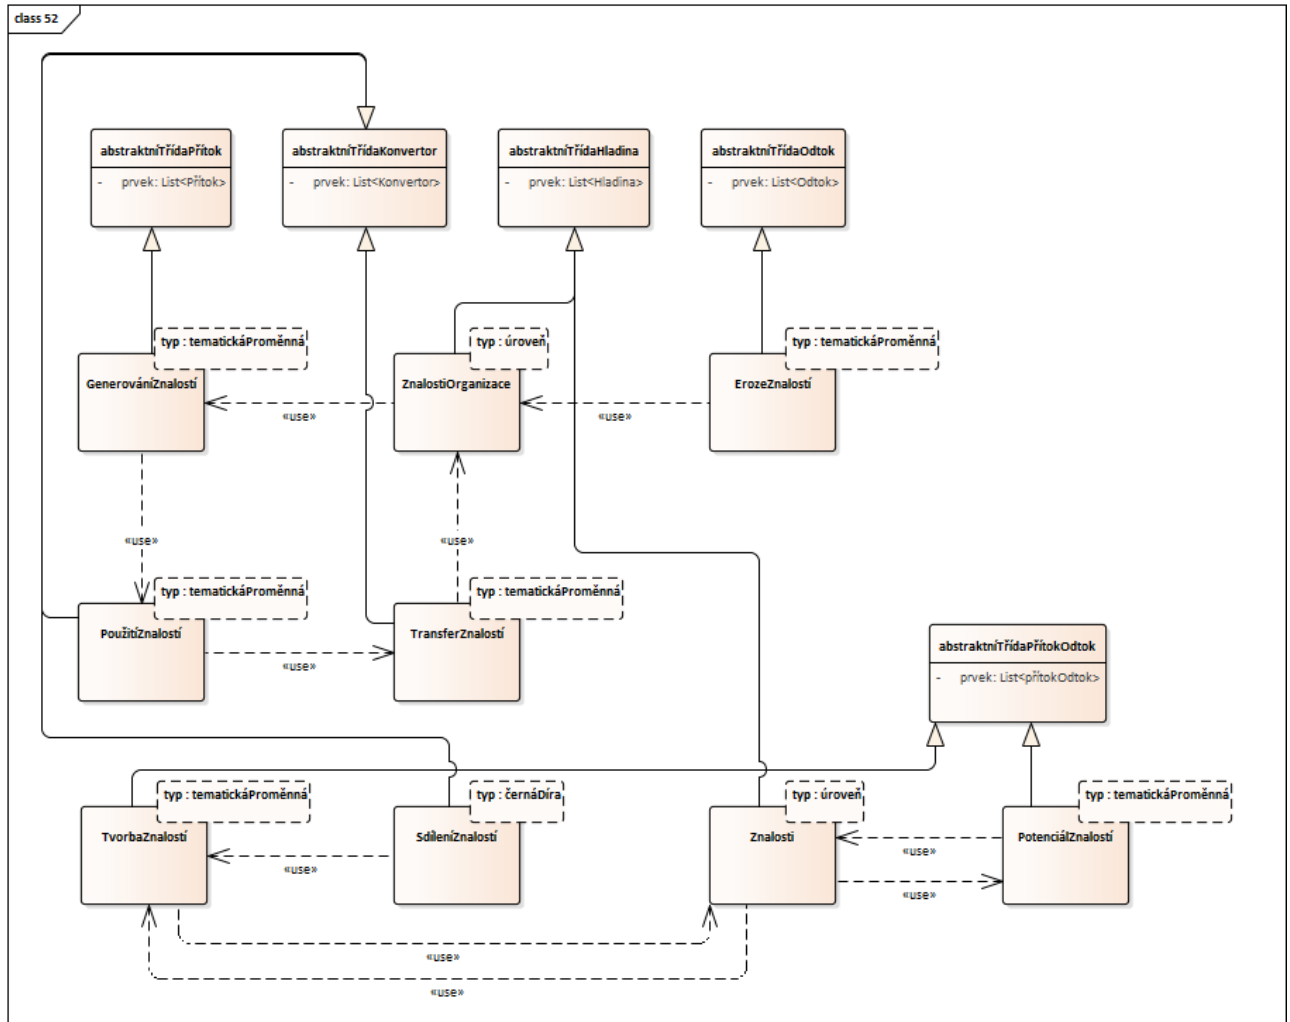 class 52
abstraktníTřídaPřítok
- prvek: List<Přítok>
abstraktníTřídaKonvertor
- prvek: List<Konvertor>
abstraktníTřídaHladina
- prvek: List<Hladina>
abstraktníTřídaOdtok
- prvek: List<Odtok>
typ : tematickáProměnná
GenerováníZnalostí
typ : úroveň
ZnalostiOrganizace
typ : tematickáProměnná
ErozeZnalostí
«use»
«use»
«use»
«use»
typ : tematickáProměnná
PoužitíZnalostí
typ : tematickáProměnná
TransferZnalostí
«use»
abstraktníTřídaPřítokOdtok
- prvek: List<přítokOdtok>
typ : tematickáProměnná
TvorbaZnalostí
typ : černáDíra
SdíleníZnalostí
typ : úroveň
Znalosti
typ : tematickáProměnná
PotenciálZnalostí
«use»
«use»
«use»
«use»
«use»